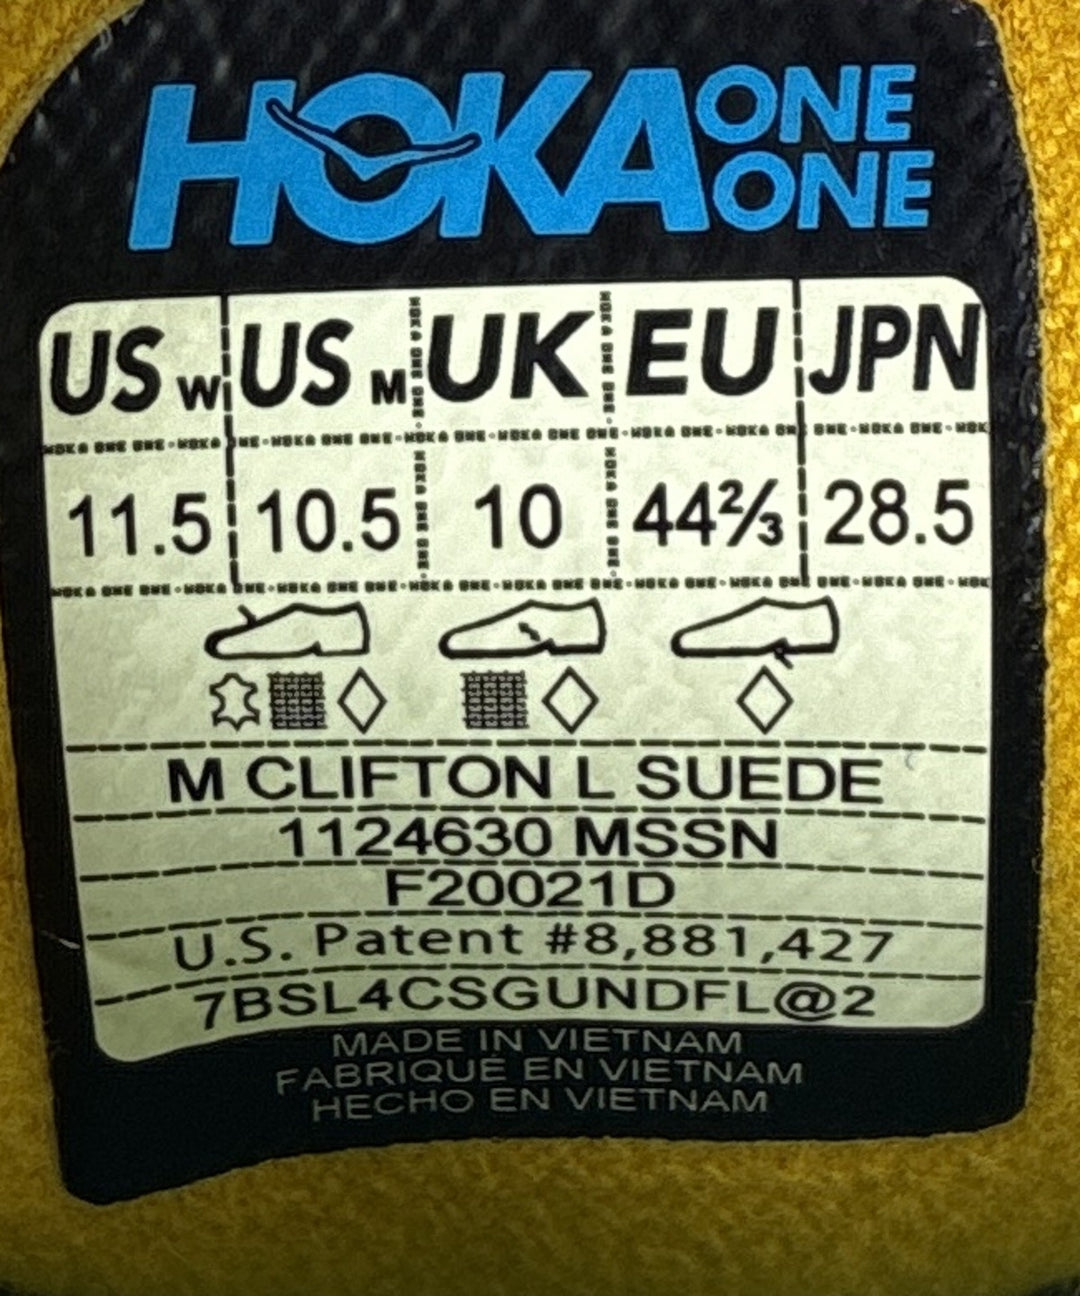 HOKA ONE ONE
US W US M UK EU JPN
11.5 10.5 10 44⅔ 28.5
M CLIFTON L SUEDE
1124630 MSSN
F20021D
U.S. Patent #8,881,427
7BSL4CSGUNDFL@2
MADE IN VIETNAM
FABRIQUÉ EN VIETNAM
HECHO EN VIETNAM